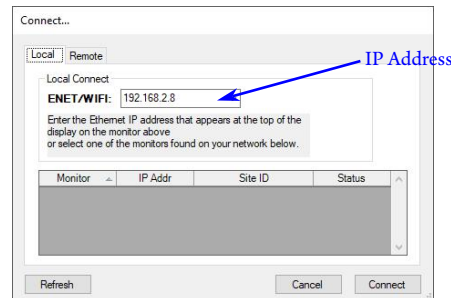 Connect...
Local Remote
IP Address
Local Connect
ENET/WIFI: 192.168.2.8
Enter the Ethernet IP address that appears at the top of the
display on the monitor above
or select one of the monitors found on your network below.
Monitor IP Addr Site ID Status
Refresh Cancel Connect